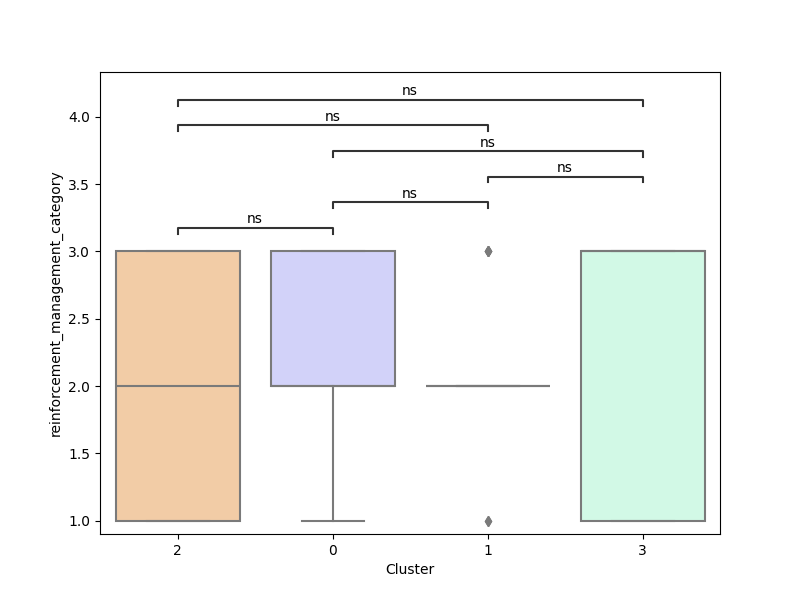 ns
ns
ns
ns
ns
ns
4.0
3.5
3.0
2.5
2.0
1.5
1.0
reinforcement_management_category
2 0 1 3
Cluster